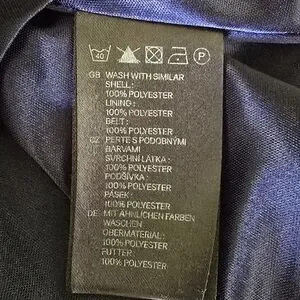 40 P
GB WASH WITH SIMILAR
SHELL:
100% POLYESTER
LINING:
100% POLYESTER
BELT:
100% POLYESTER
CZ PERTE S PODOBNÝMI
BARVAMI
SVRCHNÍ LÁTKA:
100% POLYESTER
PODŠÍVKA:
100% POLYESTER
PÁSEK:
100% POLYESTER
DE MIT ÄHNLICHEN FARBEN
WASCHEN
OBERMATERIAL:
100% POLYESTER
FUTTER:
100% POLYESTER